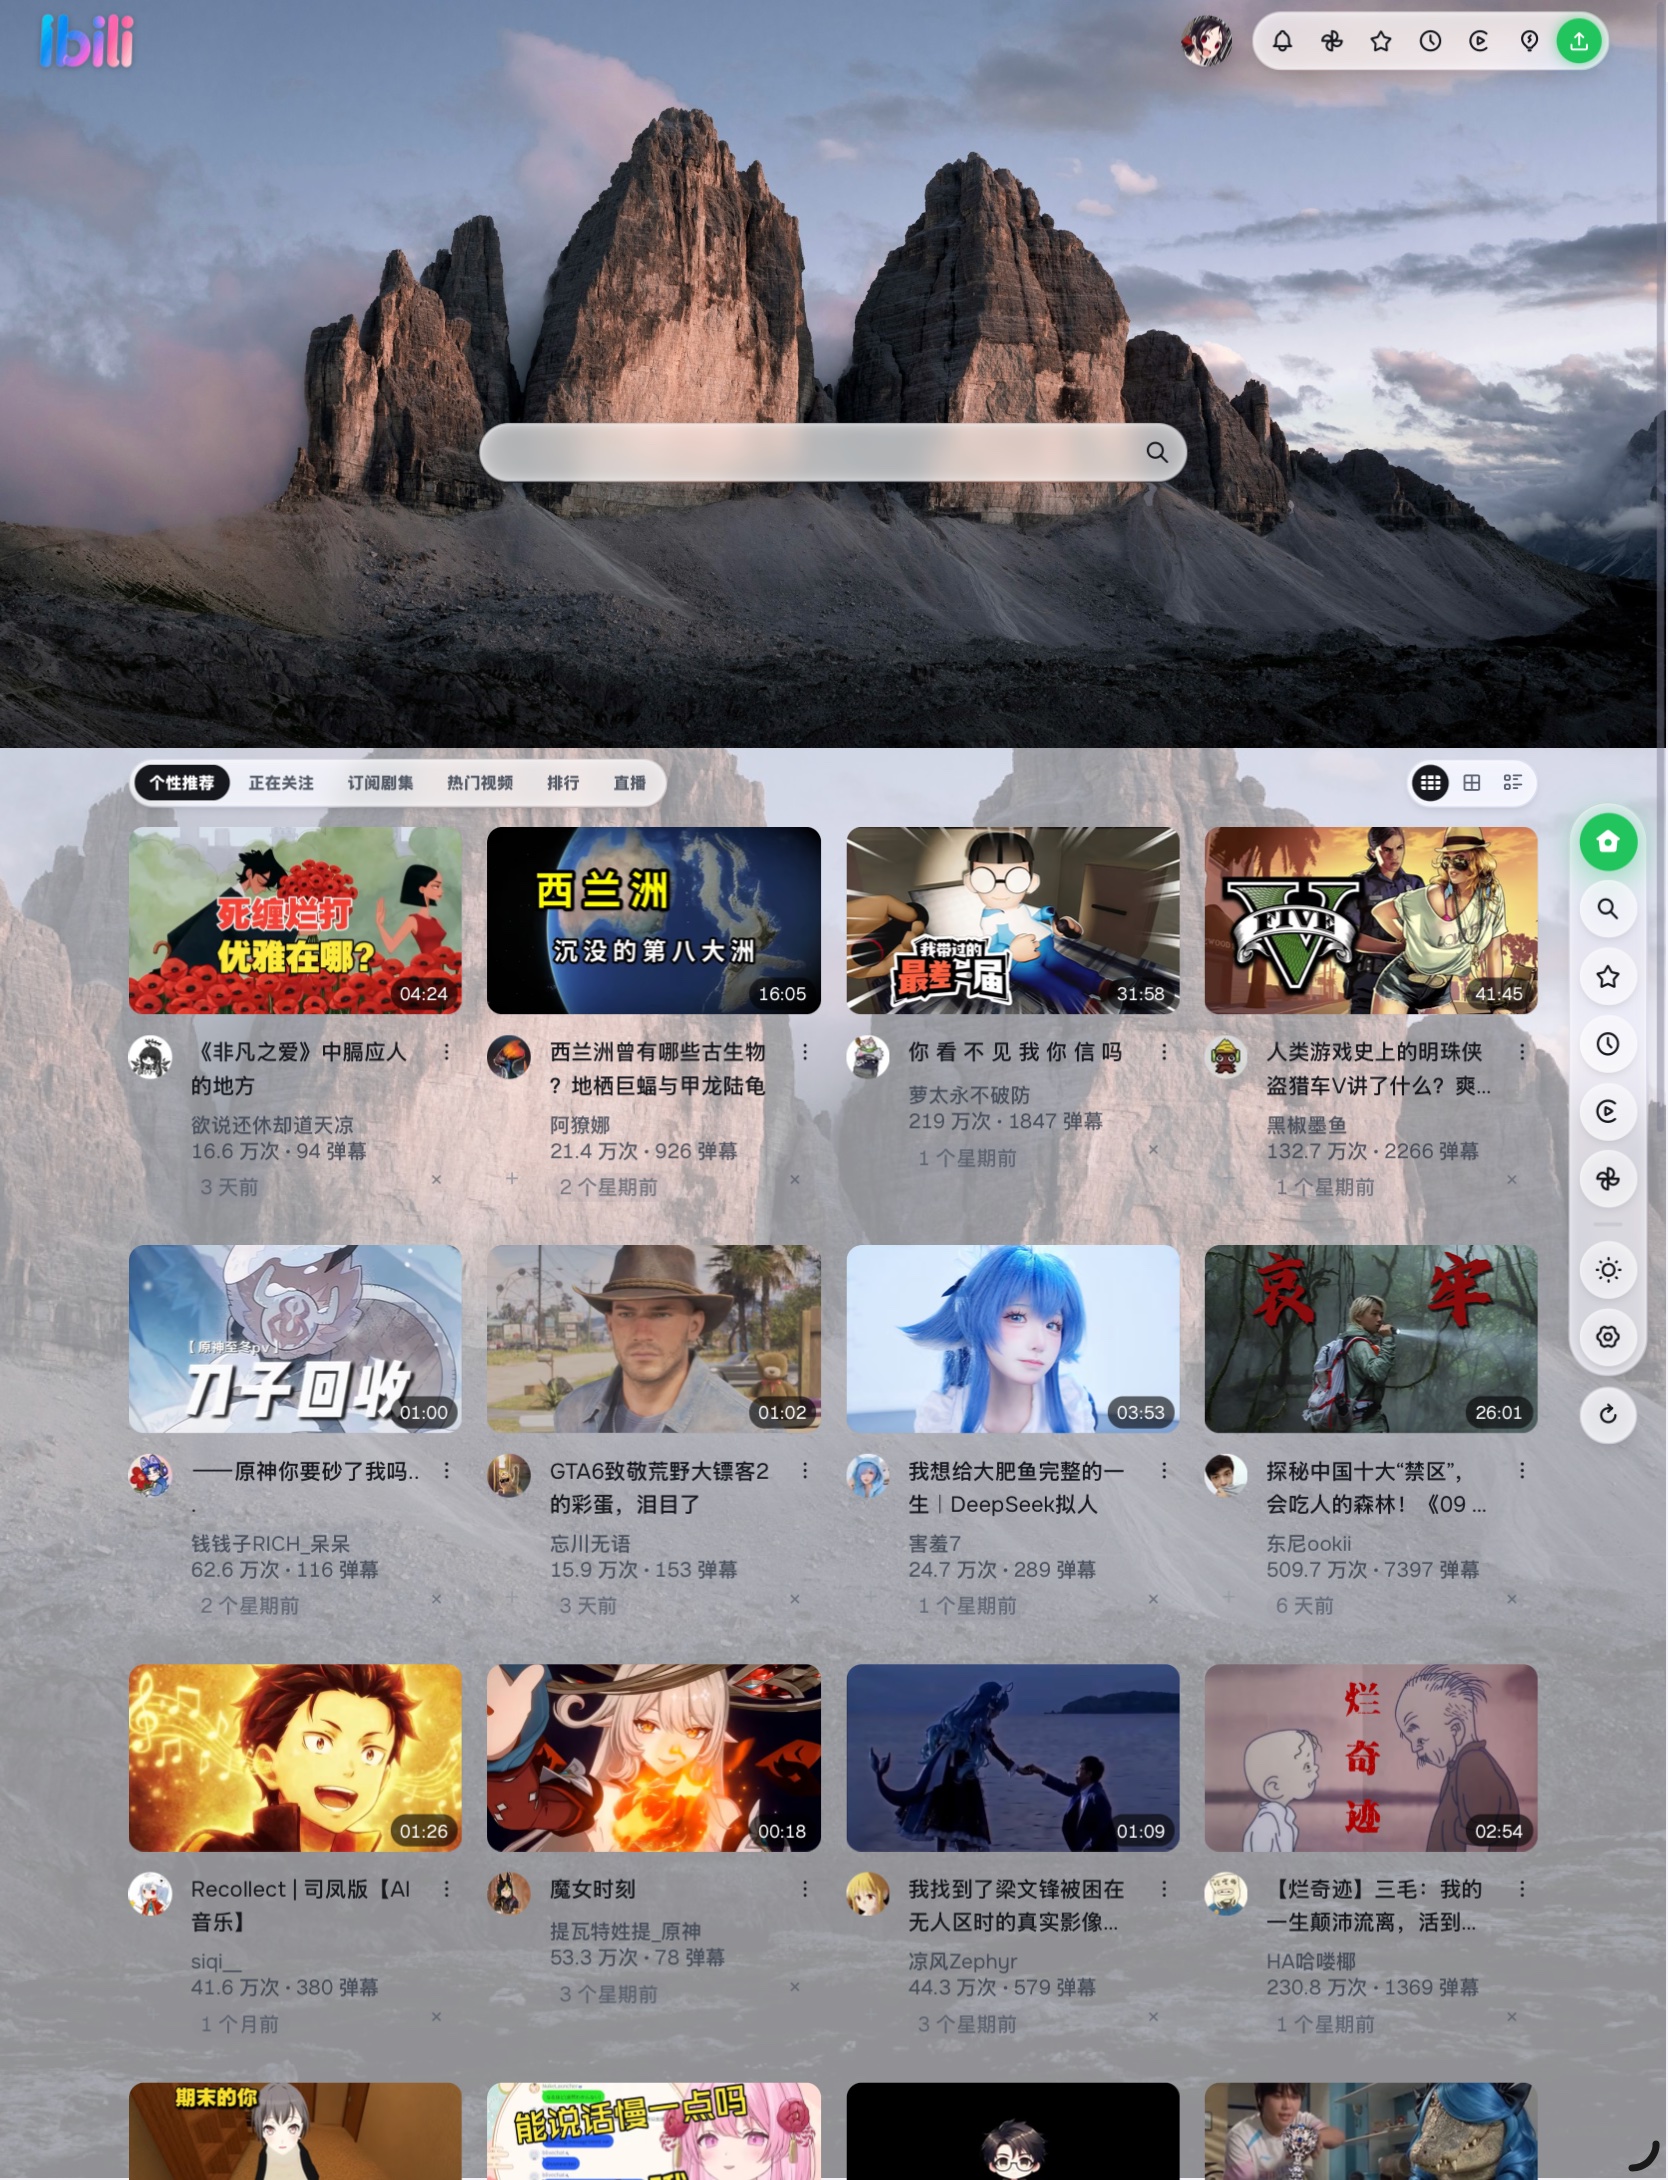 Ibili
个性推荐 正在关注 订阅剧集 热门视频 排行 直播
死缠烂打
优雅在哪?
04:24
西兰洲
沉没的第八大洲
16:05
我带过的
最差一届
31:58
FIVE
41:45
《非凡之爱》中膈应人
的地方
欲说还休却道天凉
16.6 万次·94 弹幕
3 天前
西兰洲曾有哪些古生物
?地栖巨蝠与甲龙陆龟
阿獠娜
21.4 万次·926 弹幕
2 个星期前
你 看 不 见 我 你 信 吗
萝太永不破防
219 万次·1847 弹幕
1 个星期前
人类游戏史上的明珠侠
盗猎车V讲了什么？爽...
黑椒墨鱼
132.7 万次·2266 弹幕
1 个星期前
【原神至冬pv】
刀子回收
01:00
01:02
03:53
哀牢
26:01
——原神你要砂了我吗..
.
钱钱子RICH_呆呆
62.6 万次·116 弹幕
2 个星期前
GTA6致敬荒野大镖客2
的彩蛋，泪目了
忘川无语
15.9 万次·153 弹幕
3 天前
我想给大肥鱼完整的一
生｜DeepSeek拟人
害羞7
24.7 万次·289 弹幕
1 个星期前
探秘中国十大“禁区”，
会吃人的森林！《09 ...
东尼ookii
509.7 万次·7397 弹幕
6 天前
01:26
00:18
01:09
烂
奇
迹
02:54
Recollect | 司凤版【AI
音乐】
siqi__
41.6 万次·380 弹幕
1 个月前
魔女时刻
提瓦特姓提_原神
53.3 万次·78 弹幕
3 个星期前
我找到了梁文锋被困在
无人区时的真实影像...
凉风Zephyr
44.3 万次·579 弹幕
3 个星期前
【烂奇迹】三毛：我的
一生颠沛流离，活到...
HA哈喽椰
230.8 万次·1369 弹幕
1 个星期前
期末的你
能说话慢一点吗